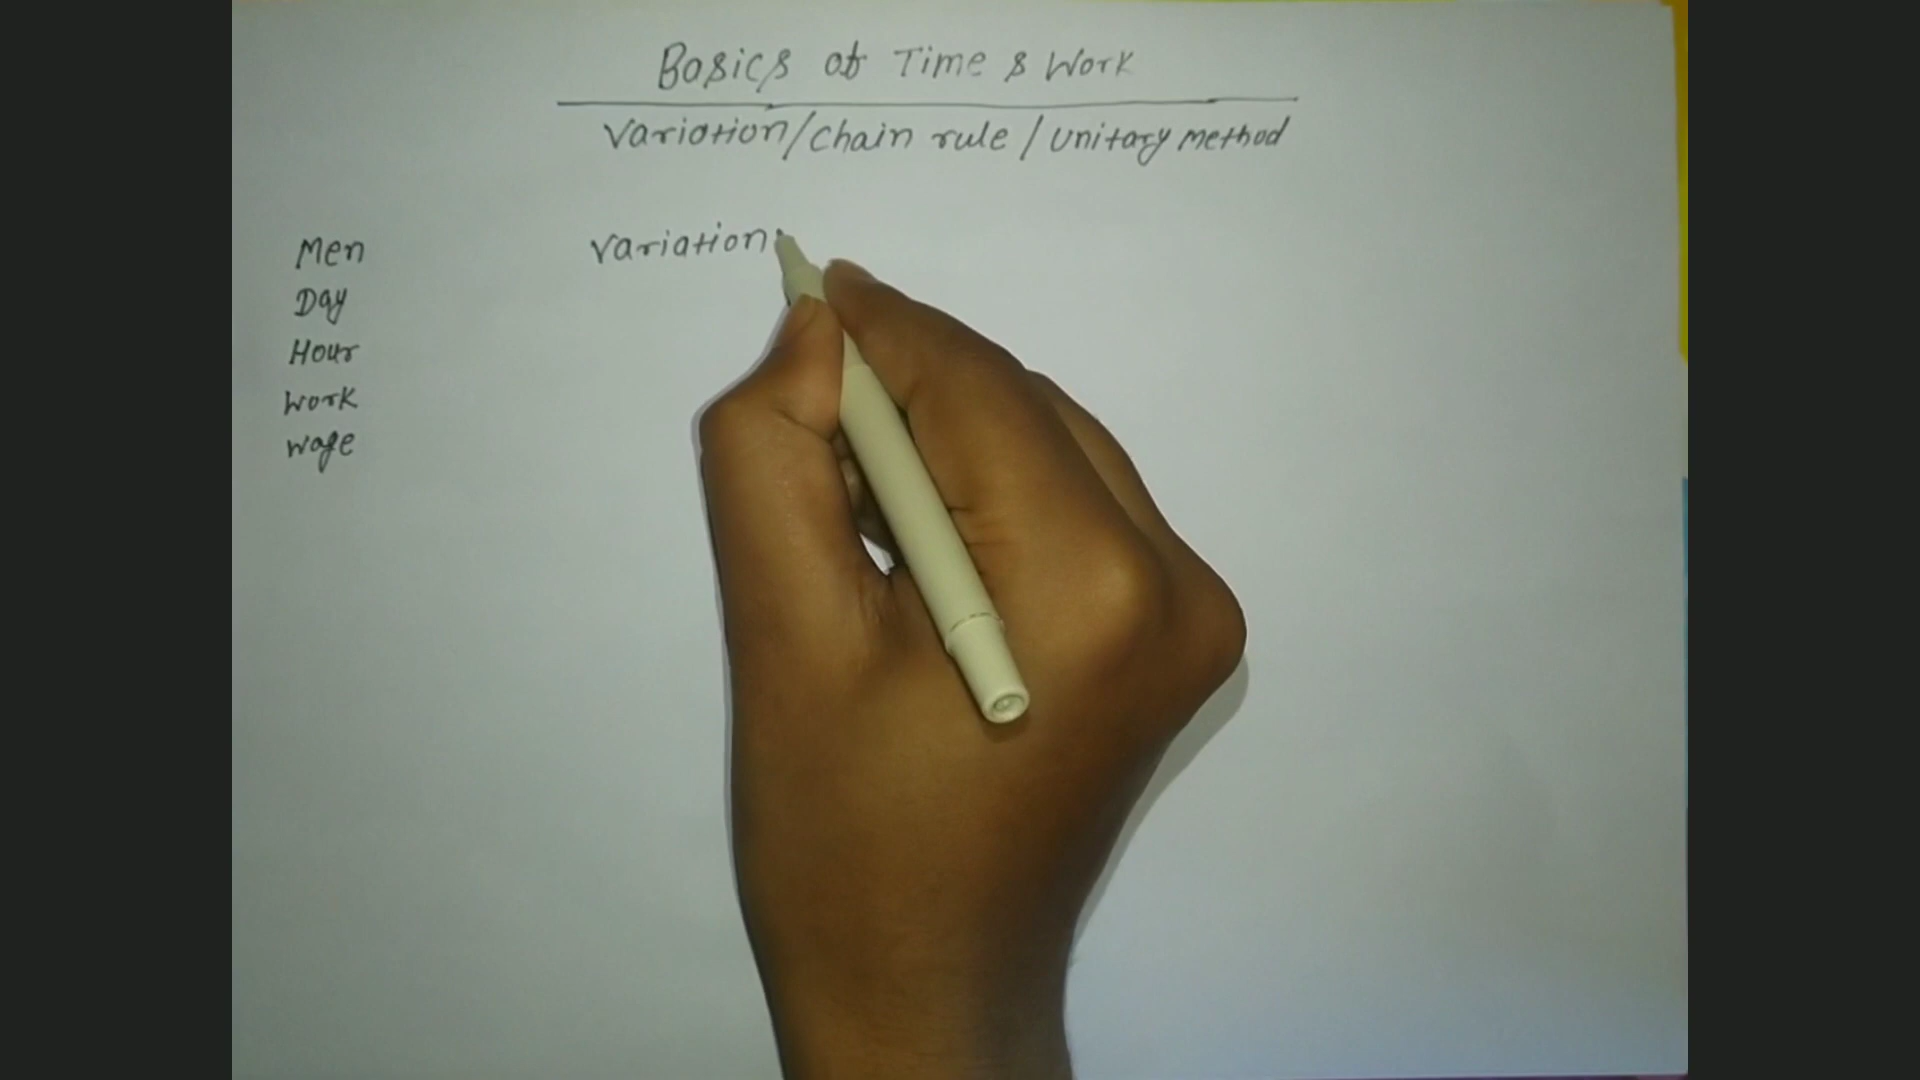 Basics of Time & Work
Variation/Chain rule / Unitary method
Men
Variation
Day
Hour
Work
Wage